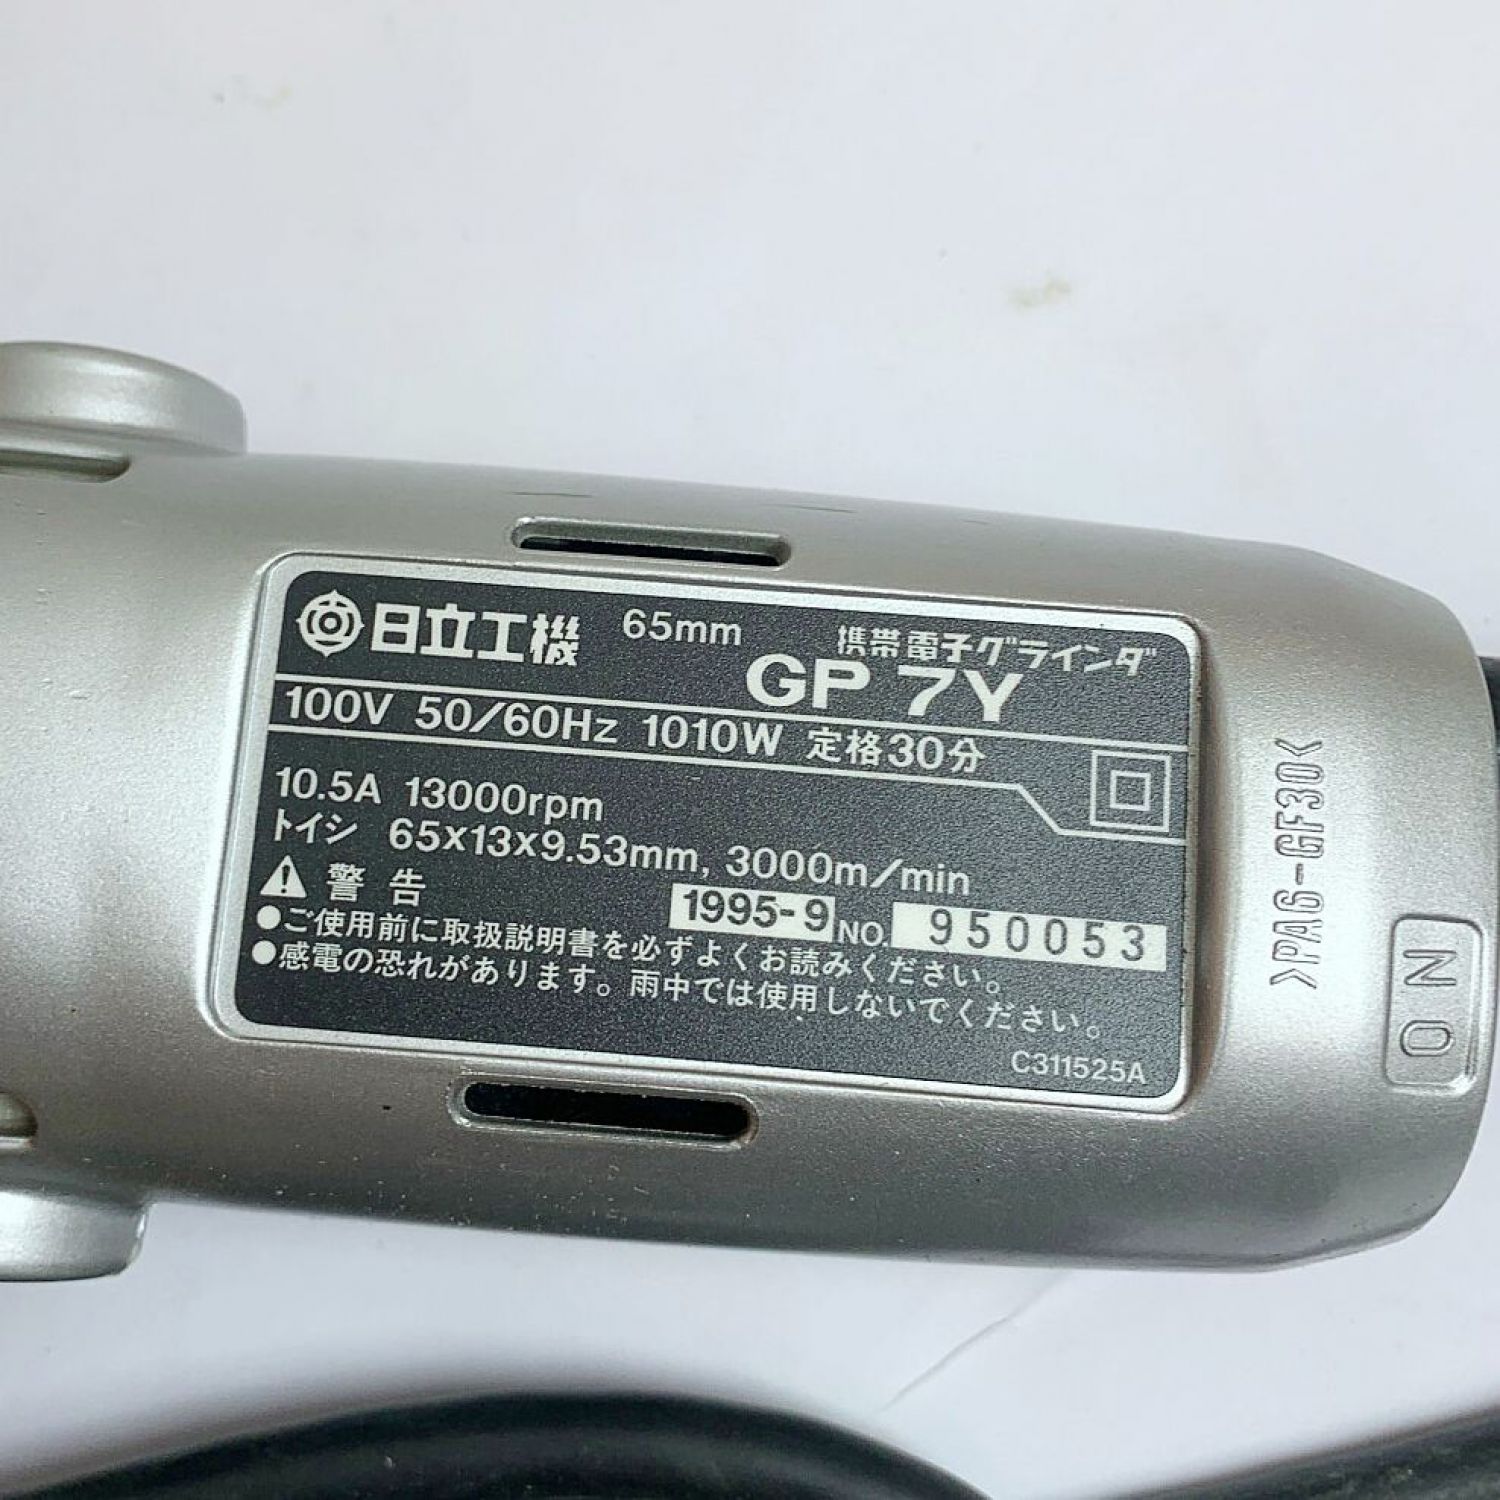 日立工機 65mm 携帯電子グラインダ
GP 7Y
100V 50/60Hz 1010W 定格30分
10.5A 13000rpm
トイシ 65x13x9.53mm, 3000m/min
警告
1995-9 NO. 950053
●ご使用前に取扱説明書を必ずよくお読みください。
●感電の恐れがあります。雨中では使用しないでください。
C311525A
>PA6-GF30<
ON